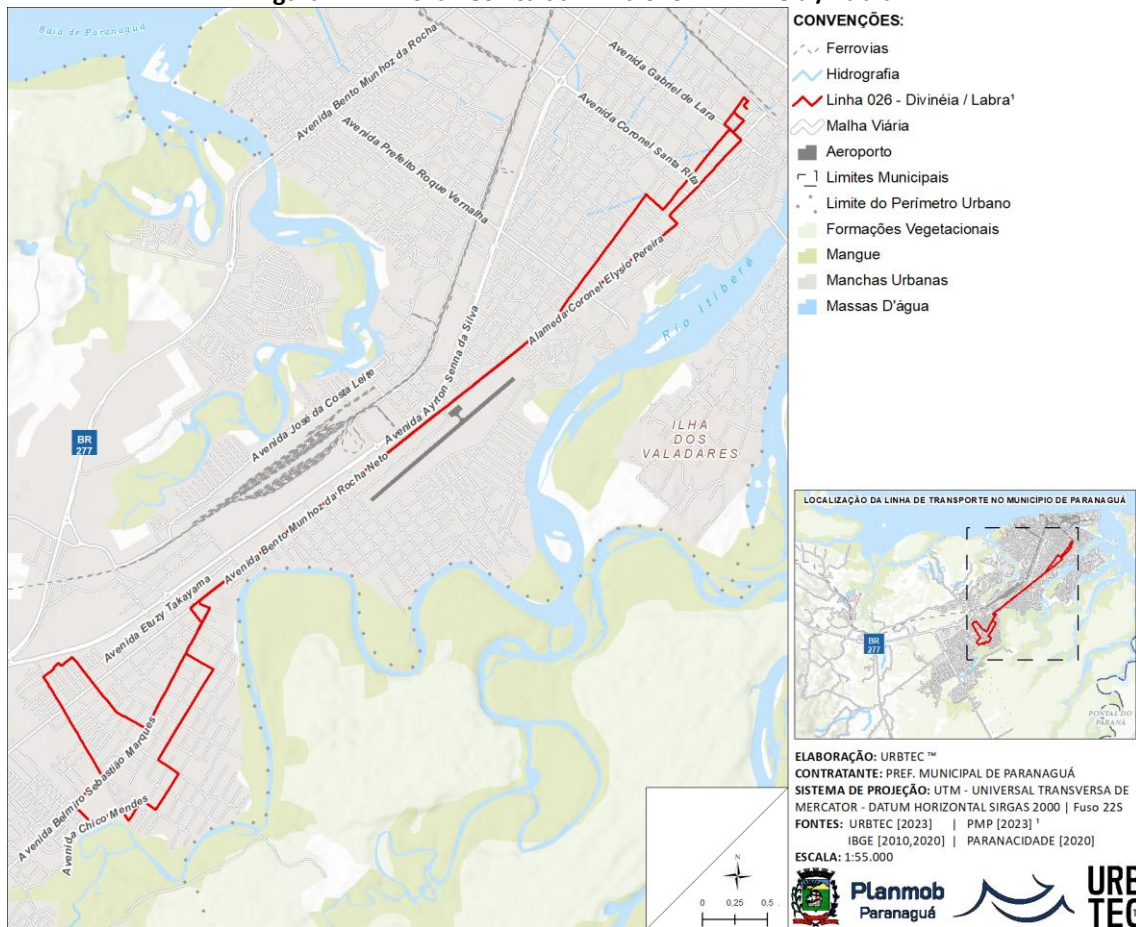 Baía de Paranaguá
Avenida Bento Munhoz da Rocha
Avenida Gabriel de Lara
Avenida Coronel Santa Rita
Avenida Prefeito Roque Vernalha
Alameda Coronel Elysio Pereira
Rio Itiberê
Avenida Ayrton Senna da Silva
Avenida José da Costa Leite
ILHA
DOS
VALADARES
BR
277
Avenida Bento Munhoz da Rocha Neto
Avenida Etuzy Takayama
Avenida Belmiro Sebastião Marques
Avenida Chico Mendes
N
0 0,25 0,5
CONVENÇÕES:
Ferrovias
Hidrografia
Linha 026 - Divinéia / Labra¹
Malha Viária
Aeroporto
Limites Municipais
Limite do Perímetro Urbano
Formações Vegetacionais
Mangue
Manchas Urbanas
Massas D'água
LOCALIZAÇÃO DA LINHA DE TRANSPORTE NO MUNICÍPIO DE PARANAGUÁ
BR
277
PONTAL DO
PARANÁ
ELABORAÇÃO: URBTEC ™
CONTRATANTE: PREF. MUNICIPAL DE PARANAGUÁ
SISTEMA DE PROJEÇÃO: UTM - UNIVERSAL TRANSVERSA DE
MERCATOR - DATUM HORIZONTAL SIRGAS 2000 | Fuso 22S
FONTES: URBTEC [2023] | PMP [2023] ¹
IBGE [2010,2020] | PARANACIDADE [2020]
ESCALA: 1:55.000
Planmob
Paranaguá
URB
TEC